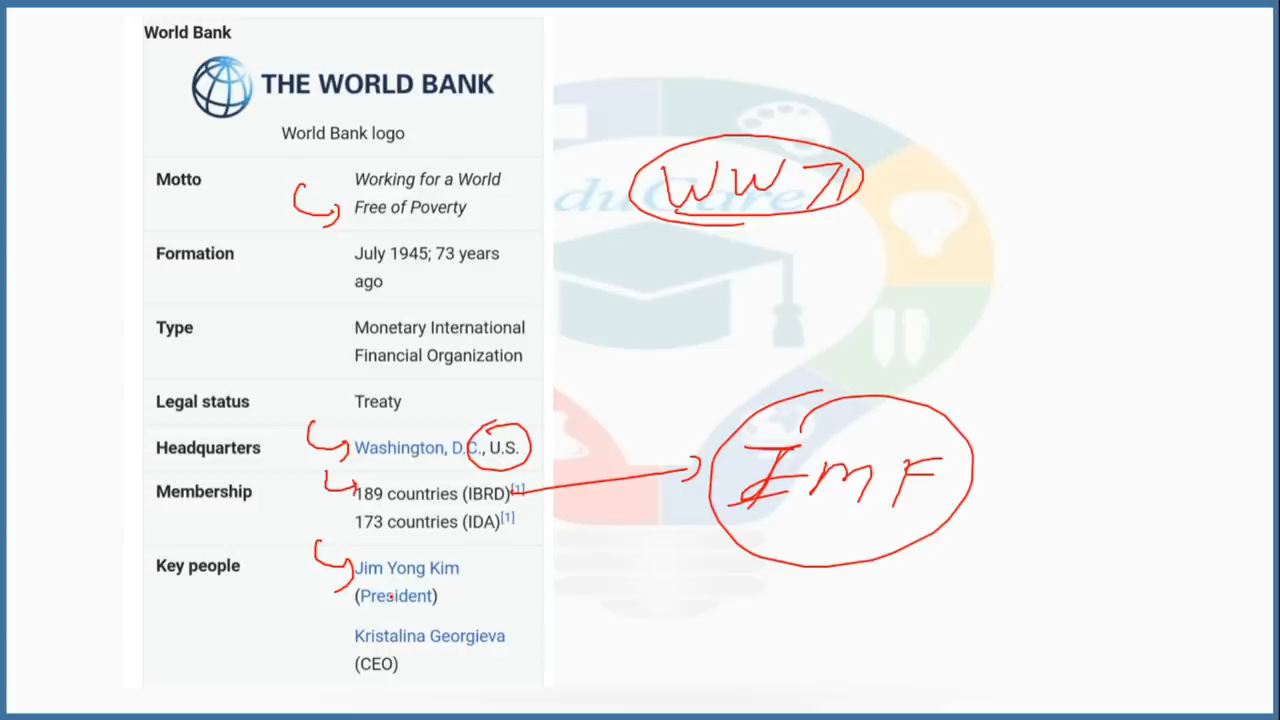 World Bank
THE WORLD BANK
World Bank logo
Motto
Working for a World
Free of Poverty
Formation
July 1945; 73 years
ago
Type
Monetary International
Financial Organization
Legal status
Treaty
Headquarters
Washington, D.C., U.S.
Membership
189 countries (IBRD)[1]
173 countries (IDA)[1]
Key people
Jim Yong Kim
(President)
Kristalina Georgieva
(CEO)
WW II
duCare
IMF